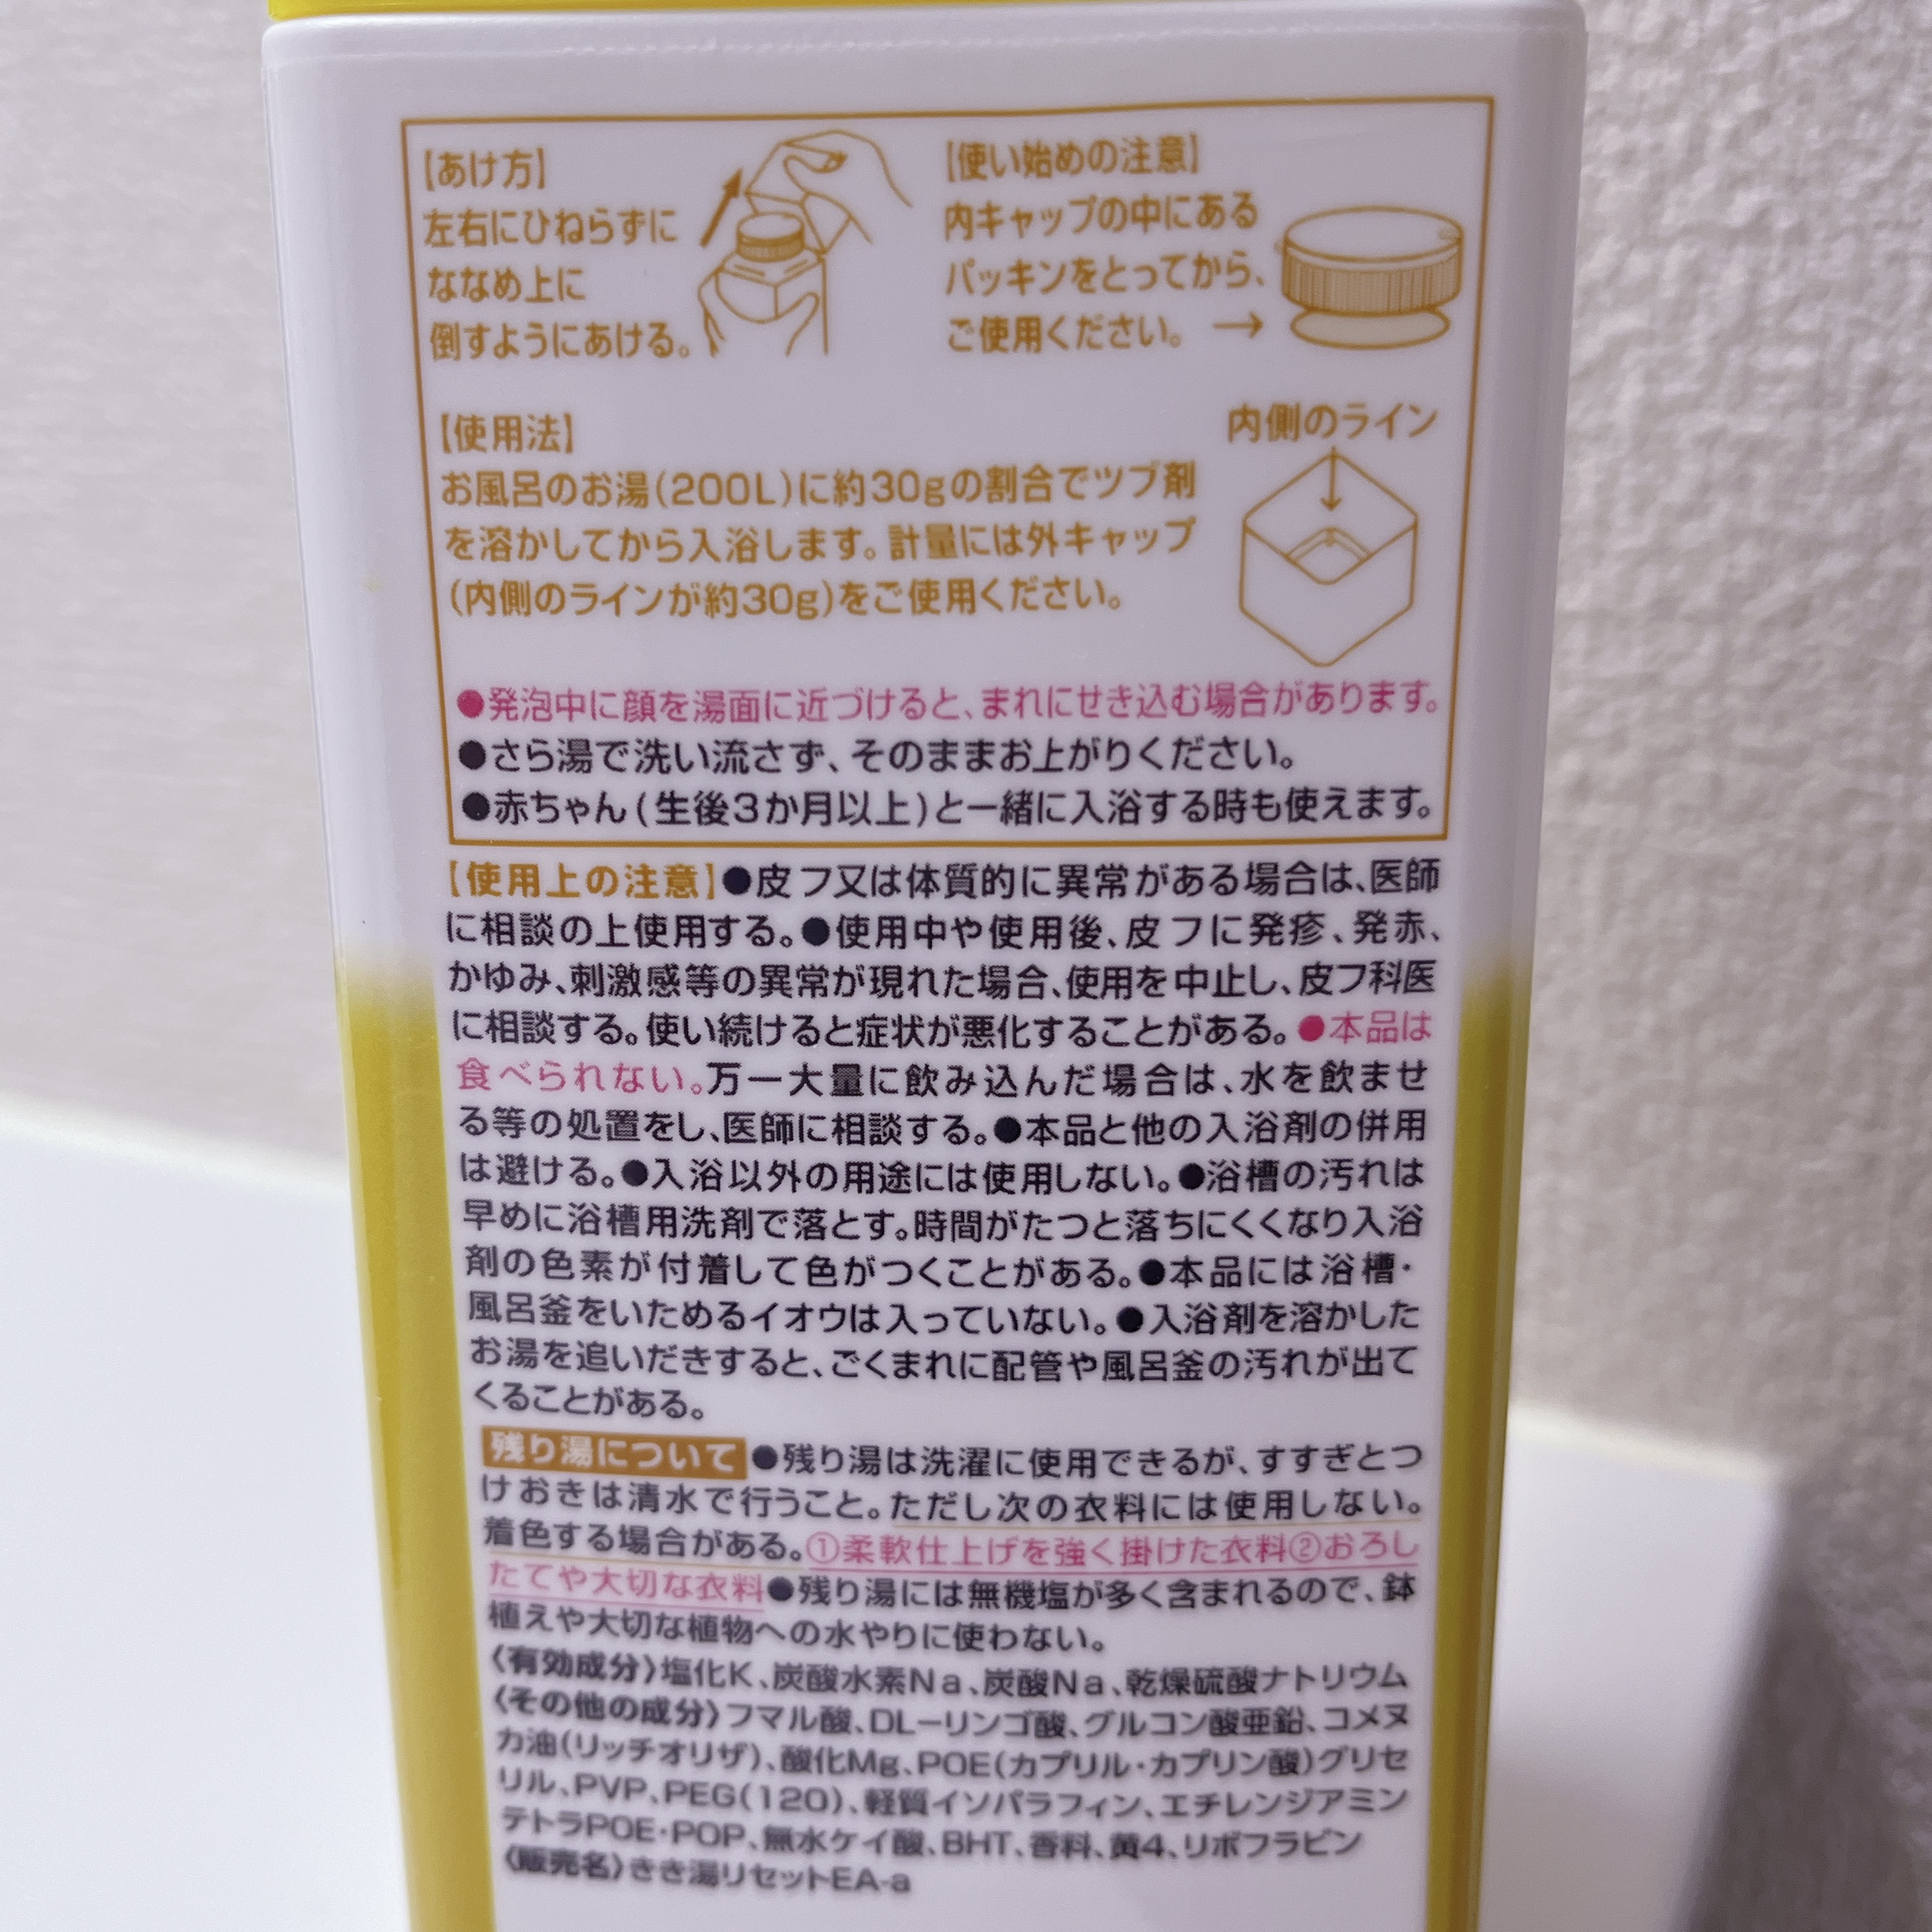 【あけ方】
左右にひねらずに
ななめ上に
倒すようにあける。
【使い始めの注意】
内キャップの中にある
パッキンをとってから、
ご使用ください。→
【使用法】
お風呂のお湯(200L)に約30gの割合でツブ剤
を溶かしてから入浴します。計量には外キャップ
(内側のラインが約30g)をご使用ください。
内側のライン
●発泡中に顔を湯面に近づけると、まれにせき込む場合があります。
●さら湯で洗い流さず、そのままお上がりください。
●赤ちゃん(生後3か月以上)と一緒に入浴する時も使えます。
【使用上の注意】●皮フ又は体質的に異常がある場合は、医師
に相談の上使用する。●使用中や使用後、皮フに発疹、発赤、
かゆみ、刺激感等の異常が現れた場合、使用を中止し、皮フ科医
に相談する。使い続けると症状が悪化することがある。●本品は
食べられない。万一大量に飲み込んだ場合は、水を飲ませ
る等の処置をし、医師に相談する。●本品と他の入浴剤の併用
は避ける。●入浴以外の用途には使用しない。●浴槽の汚れは
早めに浴槽用洗剤で落とす。時間がたつと落ちにくくなり入浴
剤の色素が付着して色がつくことがある。●本品には浴槽・
風呂釜をいためるイオウは入っていない。●入浴剤を溶かした
お湯を追いだきすると、ごくまれに配管や風呂釜の汚れが出て
くることがある。
残り湯について ●残り湯は洗濯に使用できるが、すすぎとつ
けおきは清水で行うこと。ただし次の衣料には使用しない。
着色する場合がある。①柔軟仕上げを強く掛けた衣料②おろし
たてや大切な衣料●残り湯には無機塩が多く含まれるので、鉢
植えや大切な植物への水やりに使わない。
〈有効成分〉塩化K、炭酸水素Na、炭酸Na、乾燥硫酸ナトリウム
〈その他の成分〉フマル酸、DL-リンゴ酸、グルコン酸亜鉛、コメヌ
カ油(リッチオリザ)、酸化Mg、POE(カプリル・カプリン酸)グリセ
リル、PVP、PEG(120)、軽質イソパラフィン、エチレンジアミン
テトラPOE・POP、無水ケイ酸、BHT、香料、黄4、リボフラビン
〈販売名〉きき湯リセットEA-a